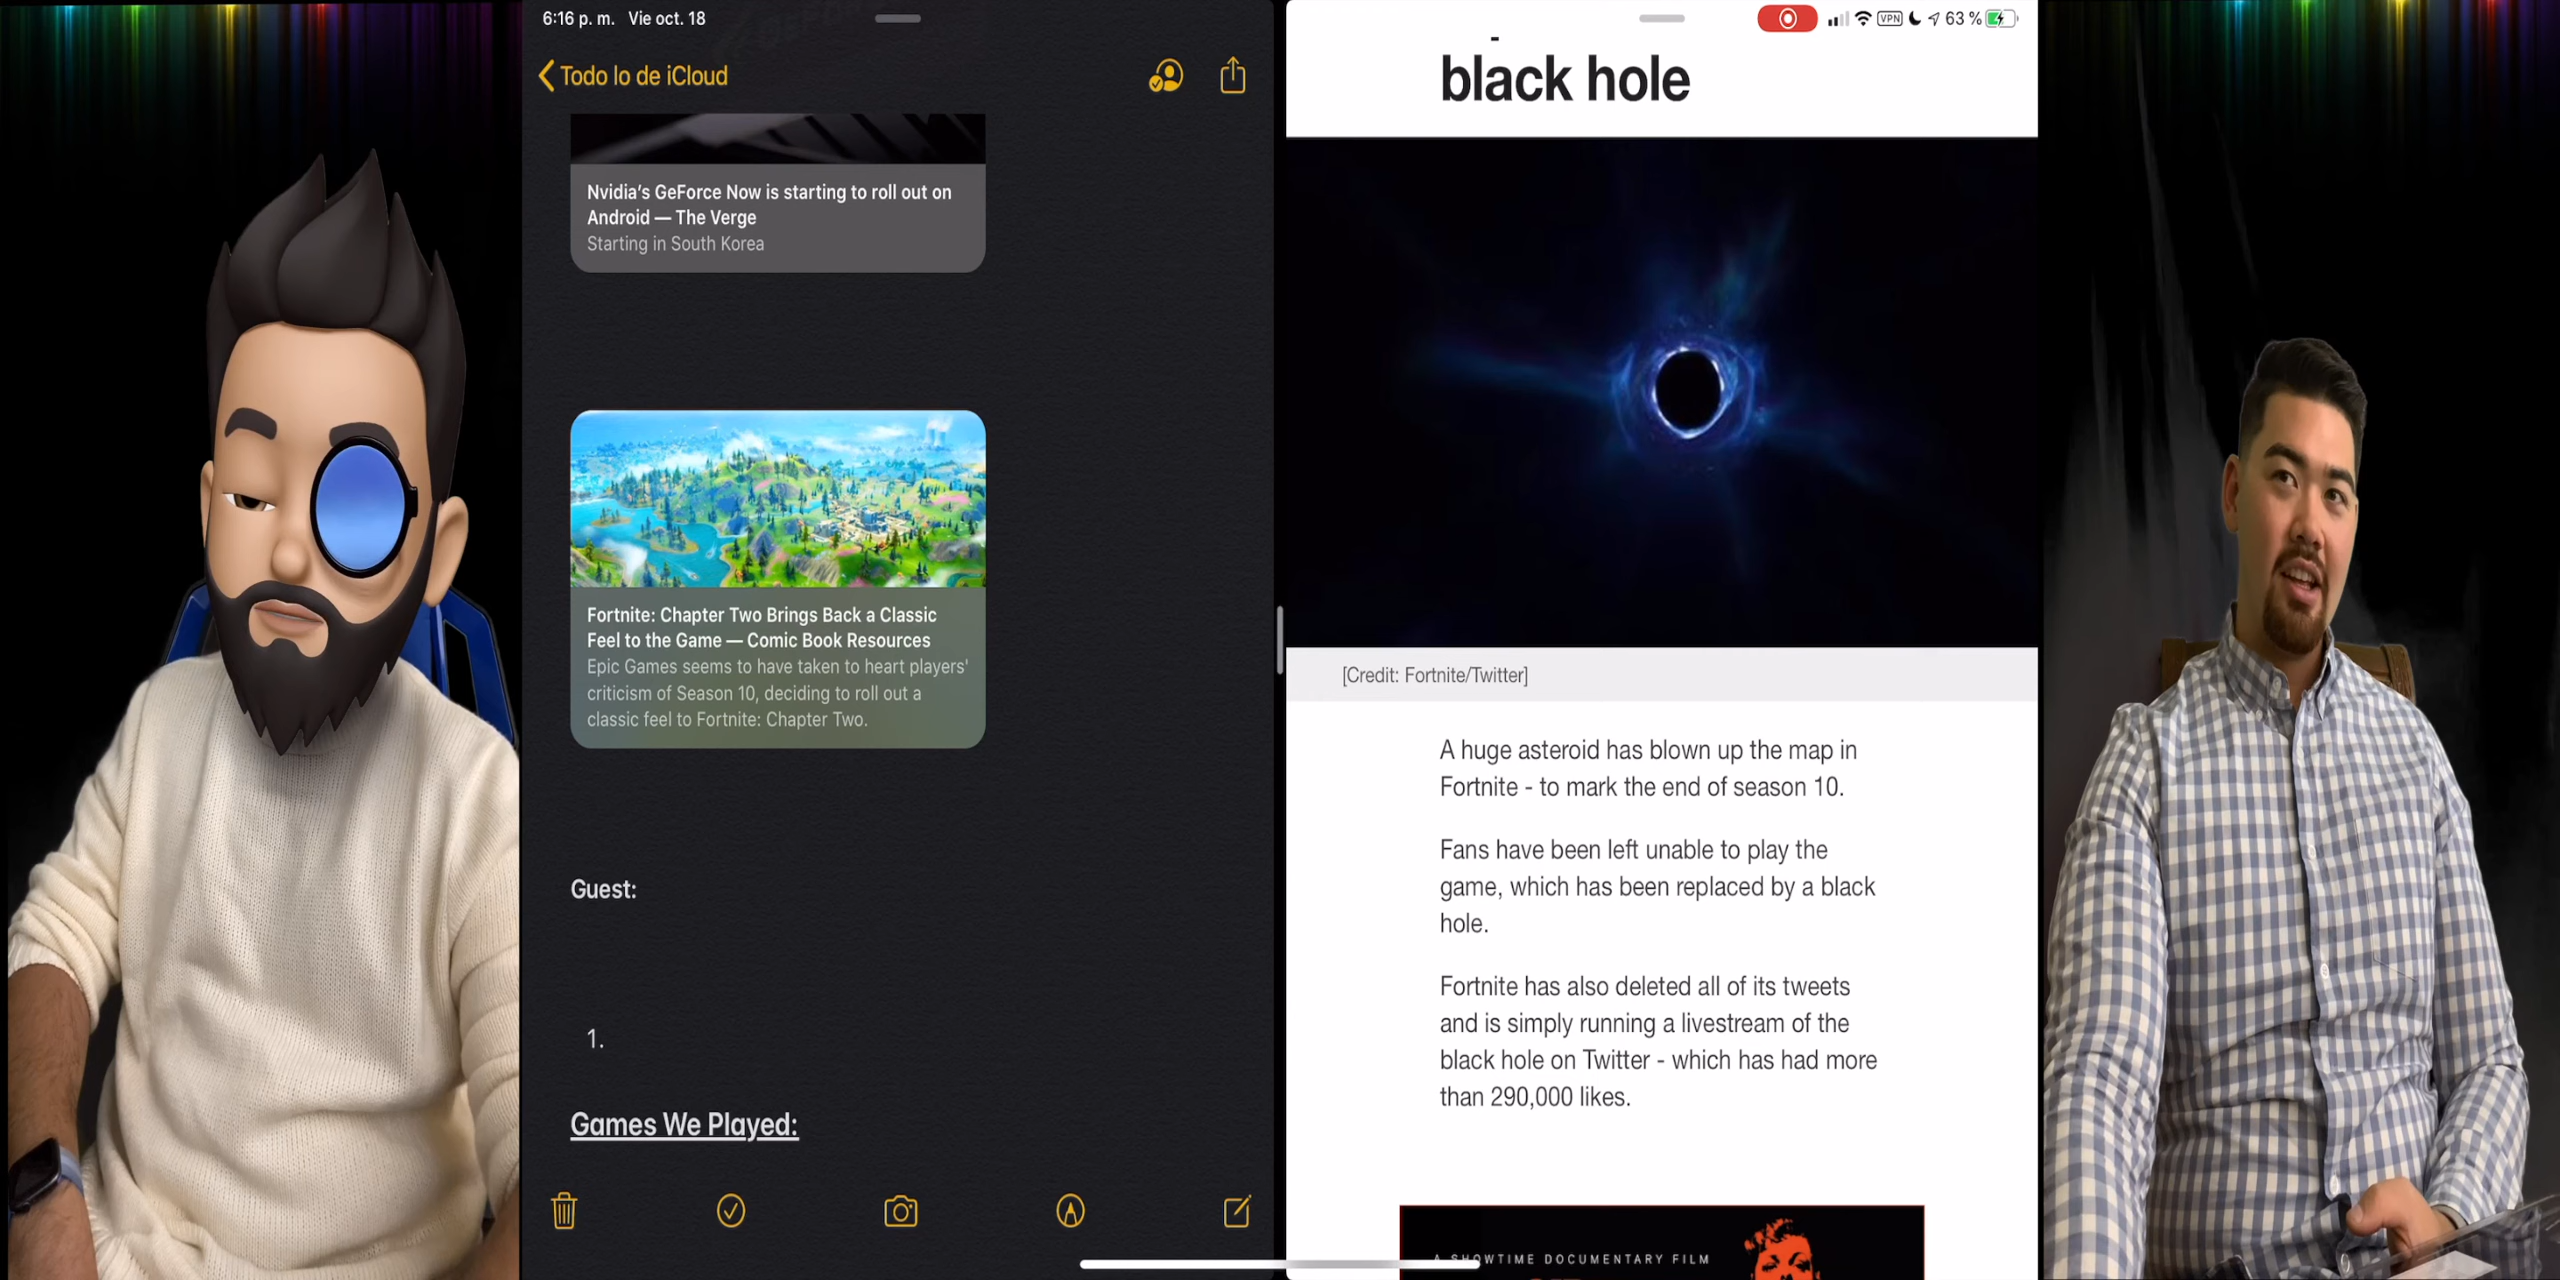 6:16 p. m. Vie oct. 18
Todo lo de iCloud
Nvidia's GeForce Now is starting to roll out on
Android — The Verge
Starting in South Korea
Fortnite: Chapter Two Brings Back a Classic
Feel to the Game — Comic Book Resources
Epic Games seems to have taken to heart players'
criticism of Season 10, deciding to roll out a
classic feel to Fortnite: Chapter Two.
Guest:
1.
Games We Played:
VPN 63 %
black hole
[Credit: Fortnite/Twitter]
A huge asteroid has blown up the map in
Fortnite - to mark the end of season 10.
Fans have been left unable to play the
game, which has been replaced by a black
hole.
Fortnite has also deleted all of its tweets
and is simply running a livestream of the
black hole on Twitter - which has had more
than 290,000 likes.
A SHOWTIME DOCUMENTARY FILM